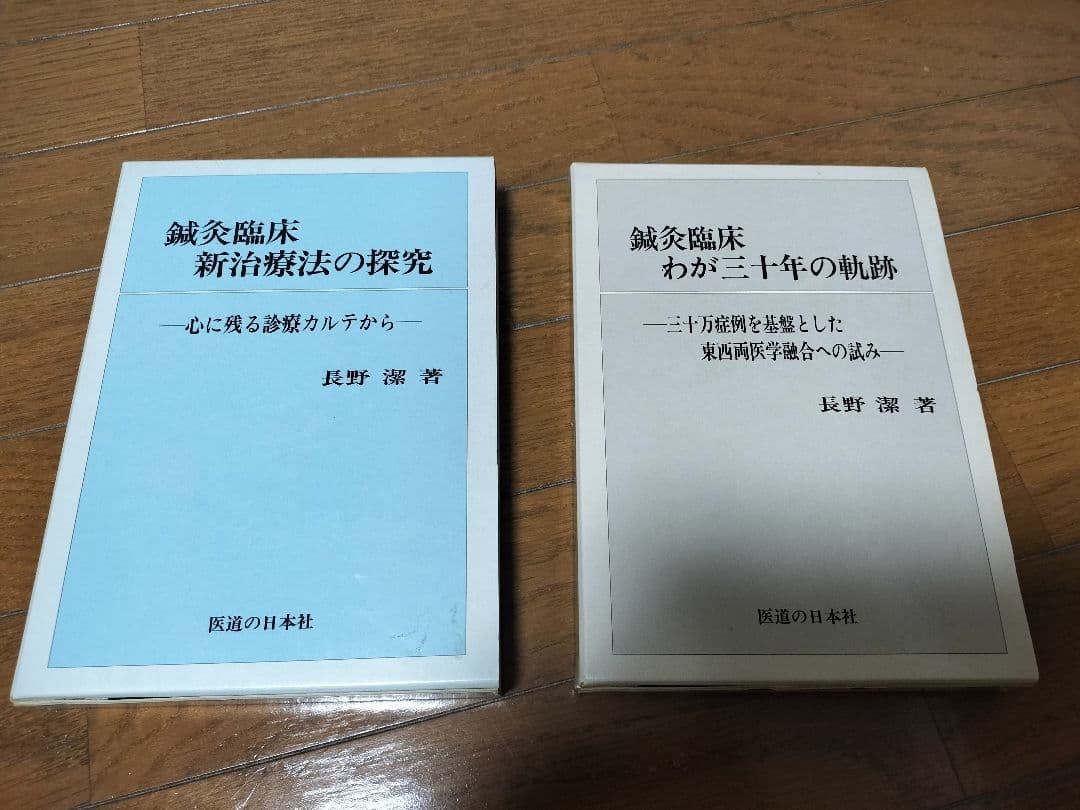 鍼灸臨床
新治療法の探究
―心に残る診療カルテから―
長野 潔 著
医道の日本社
鍼灸臨床
わが三十年の軌跡
―三十万症例を基盤とした
東西両医学融合への試み―
長野 潔 著
医道の日本社